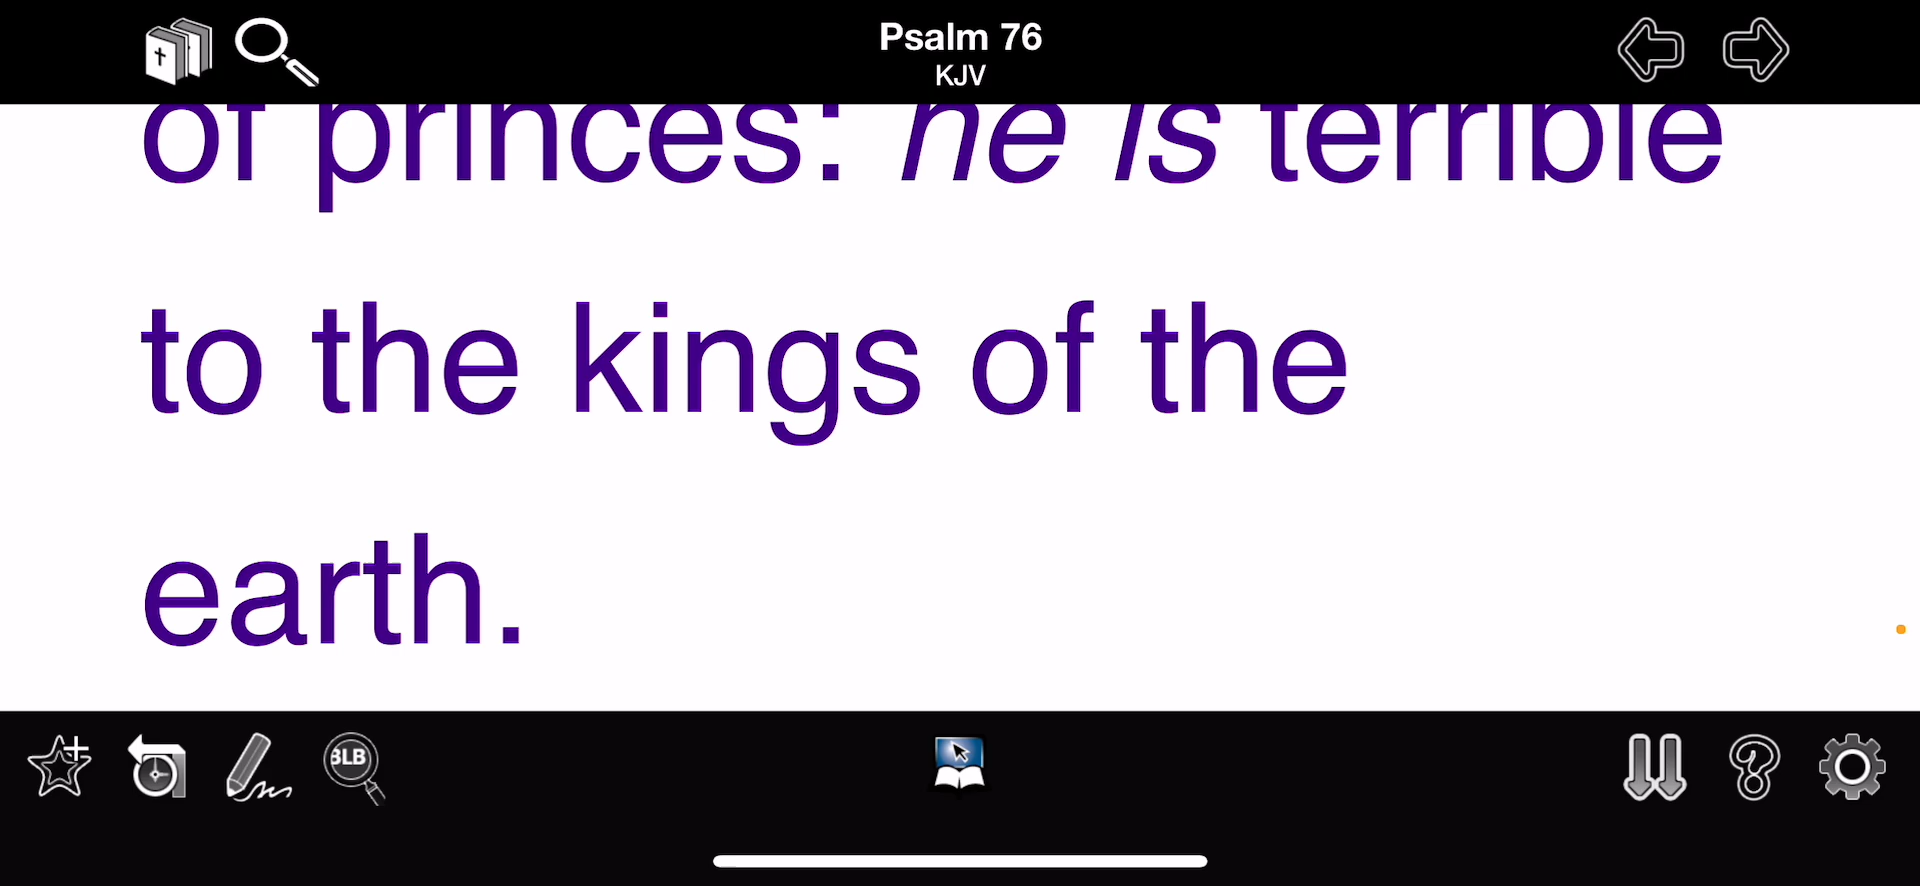 Psalm 76
KJV
of princes: he is terrible
to the kings of the
earth.
BLB